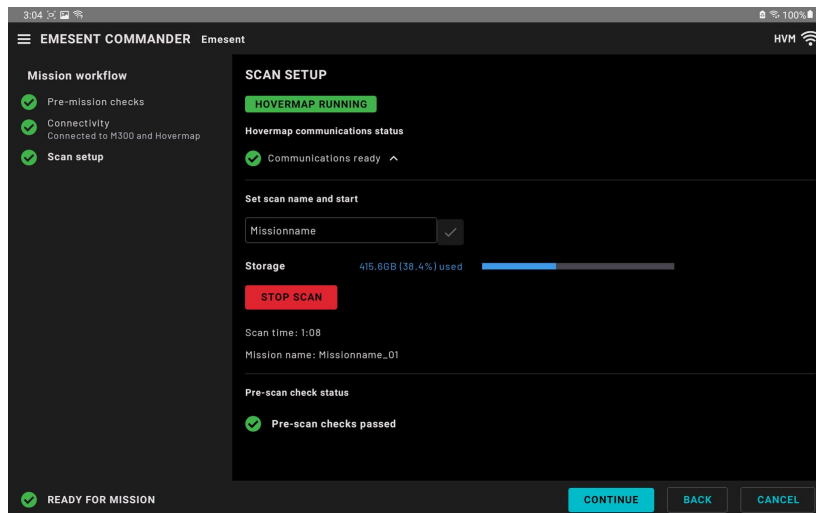 3:04
100%
EMESENT COMMANDER Emesent
HVM
Mission workflow
Pre-mission checks
Connectivity
Connected to M300 and Hovermap
Scan setup
SCAN SETUP
HOVERMAP RUNNING
Hovermap communications status
Communications ready
Set scan name and start
Missionname
Storage 415.6GB (38.4%) used
STOP SCAN
Scan time: 1:08
Mission name: Missionname_01
Pre-scan check status
Pre-scan checks passed
READY FOR MISSION
CONTINUE BACK CANCEL